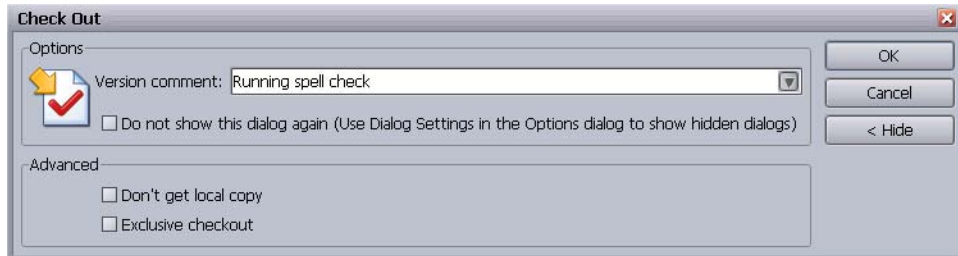 Check Out
Options
Version comment: Running spell check
Do not show this dialog again (Use Dialog Settings in the Options dialog to show hidden dialogs)
Advanced
Don't get local copy
Exclusive checkout
OK
Cancel
< Hide